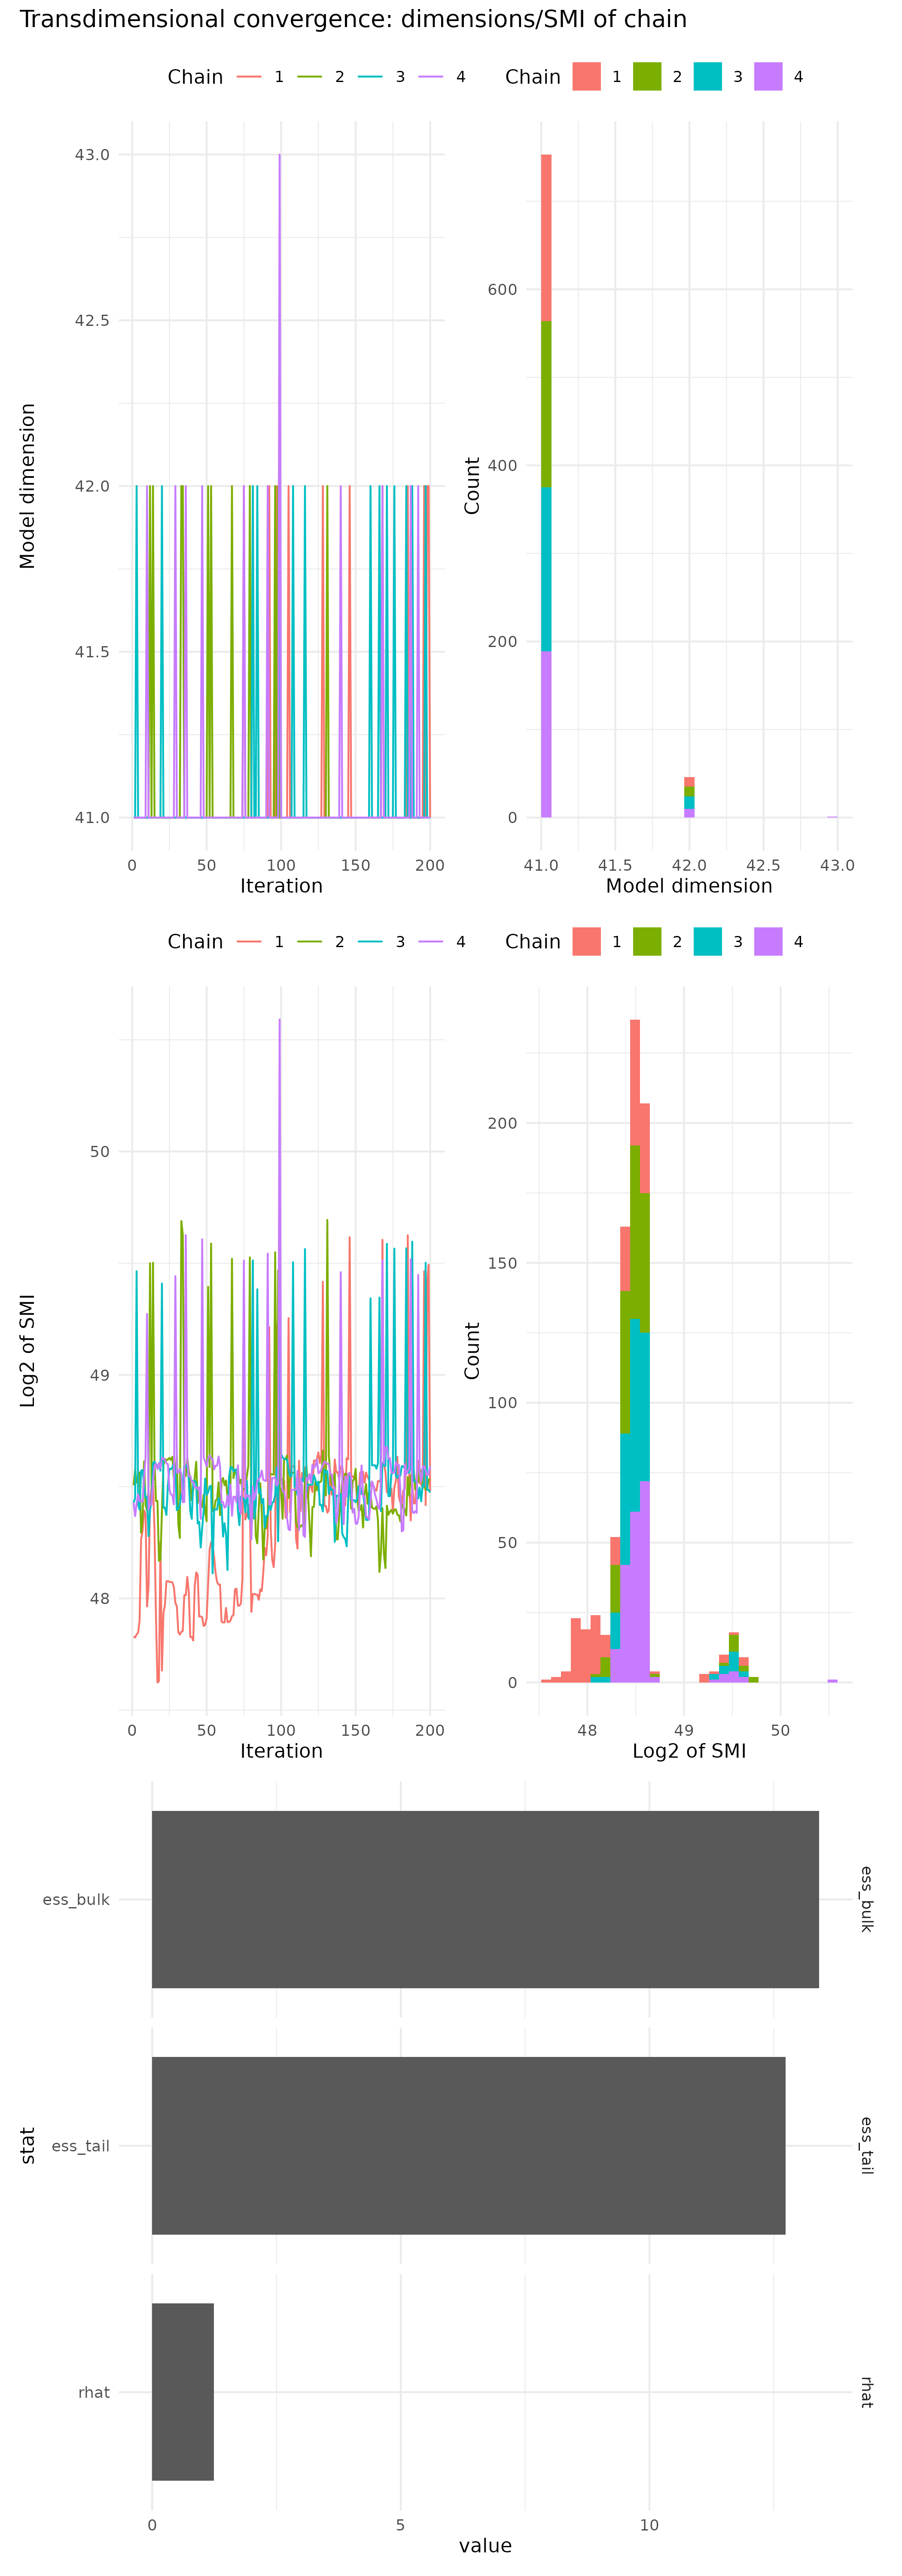 Transdimensional convergence: dimensions/SMI of chain
Chain 1 2 3 4
Chain 1 2 3 4
43.0
42.5
42.0
41.5
41.0
Model dimension
0 50 100 150 200
Iteration
600
400
200
0
Count
41.0 41.5 42.0 42.5 43.0
Model dimension
Chain 1 2 3 4
Chain 1 2 3 4
50
49
48
Log2 of SMI
0 50 100 150 200
Iteration
200
150
100
50
0
Count
48 49 50
Log2 of SMI
ess_bulk
ess_bulk
ess_tail
ess_tail
rhat
rhat
stat
0 5 10
value